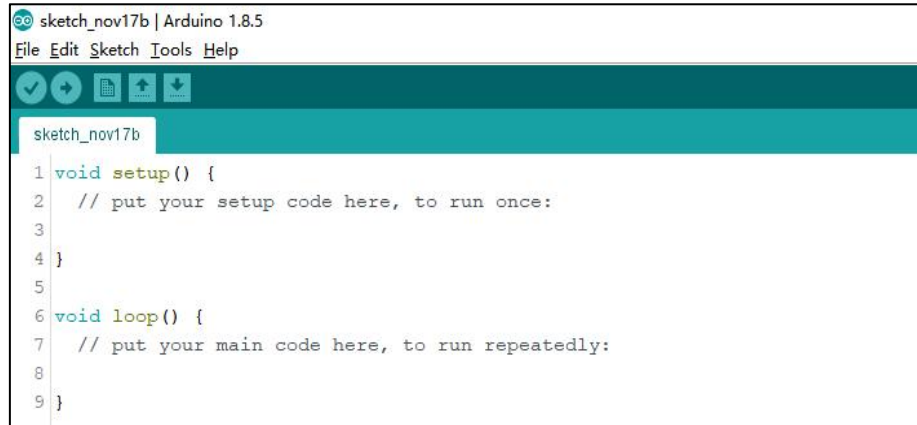 sketch_nov17b | Arduino 1.8.5
File Edit Sketch Tools Help
sketch_nov17b
1 void setup() {
2   // put your setup code here, to run once:
3
4 }
5
6 void loop() {
7   // put your main code here, to run repeatedly:
8
9 }